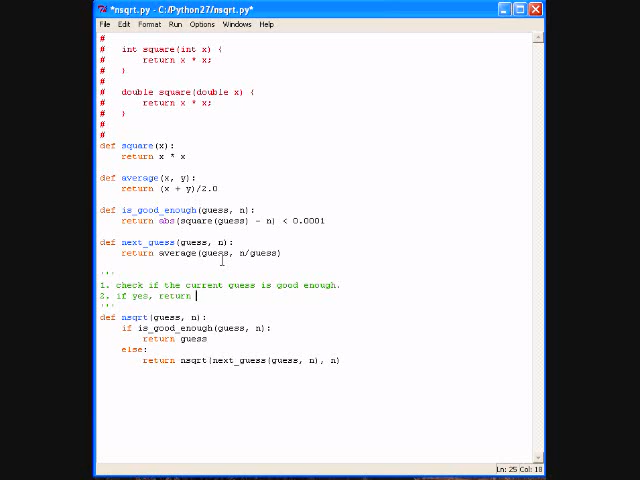 *nsqrt.py - C:/Python27/nsqrt.py*
File Edit Format Run Options Windows Help
#
#   int square(int x) {
#       return x * x;
#   }
#
#   double square(double x) {
#       return x * x;
#   }
#
#
def square(x):
    return x * x
def average(x, y):
    return (x + y)/2.0
def is_good_enough(guess, n):
    return abs(square(guess) - n) < 0.0001
def next_guess(guess, n):
    return average(guess, n/guess)
'''
1. check if the current guess is good enough.
2. if yes, return
'''
def nsqrt(guess, n):
    if is_good_enough(guess, n):
        return guess
    else:
        return nsqrt(next_guess(guess, n), n)
Ln: 25 Col: 18